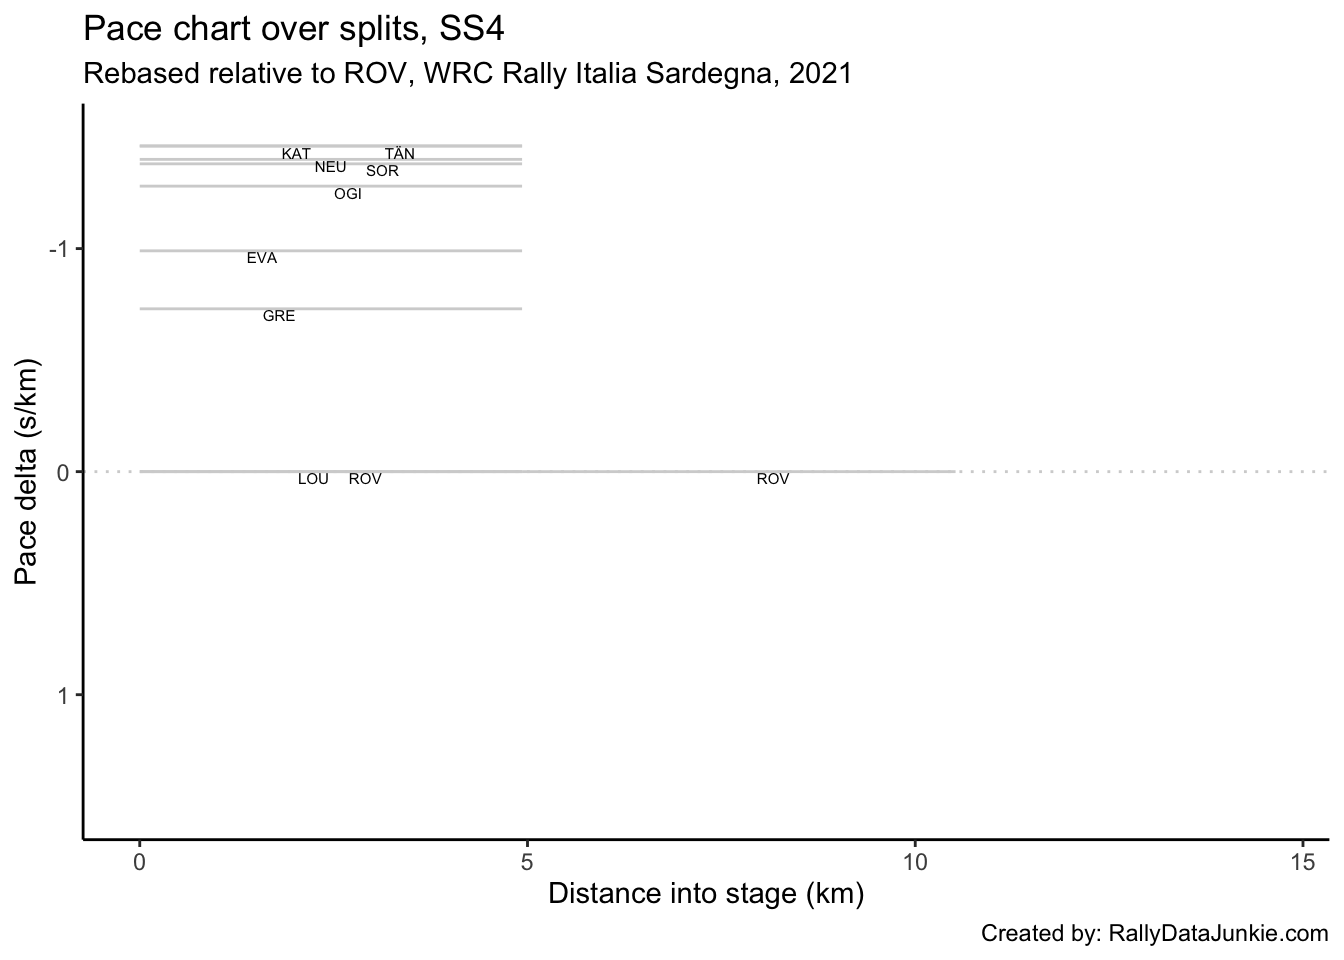 Pace chart over splits, SS4
Rebased relative to ROV, WRC Rally Italia Sardegna, 2021
KAT TÄN
NEU SOR
OGI
-1
EVA
GRE
Pace delta (s/km)
0
LOU ROV ROV
1
0 5 10 15
Distance into stage (km)
Created by: RallyDataJunkie.com